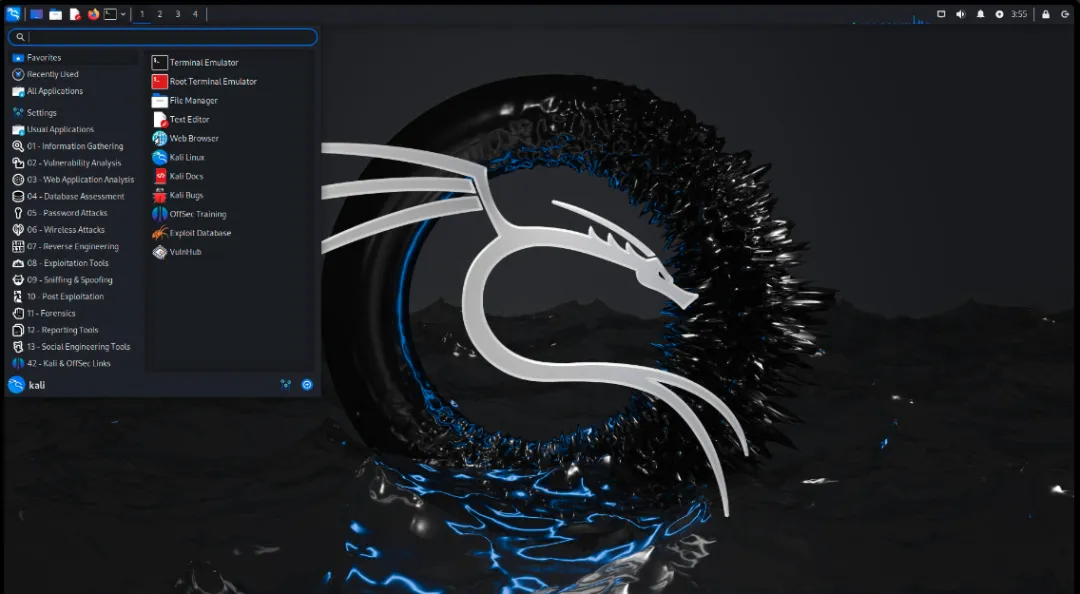 1 2 3 4
3:55
Favorites
Recently Used
All Applications
Settings
Usual Applications
01 - Information Gathering
02 - Vulnerability Analysis
03 - Web Application Analysis
04 - Database Assessment
05 - Password Attacks
06 - Wireless Attacks
07 - Reverse Engineering
08 - Exploitation Tools
09 - Sniffing & Spoofing
10 - Post Exploitation
11 - Forensics
12 - Reporting Tools
13 - Social Engineering Tools
42 - Kali & OffSec Links
Terminal Emulator
Root Terminal Emulator
File Manager
Text Editor
Web Browser
Kali Linux
Kali Docs
Kali Bugs
OffSec Training
Exploit Database
VulnHub
kali